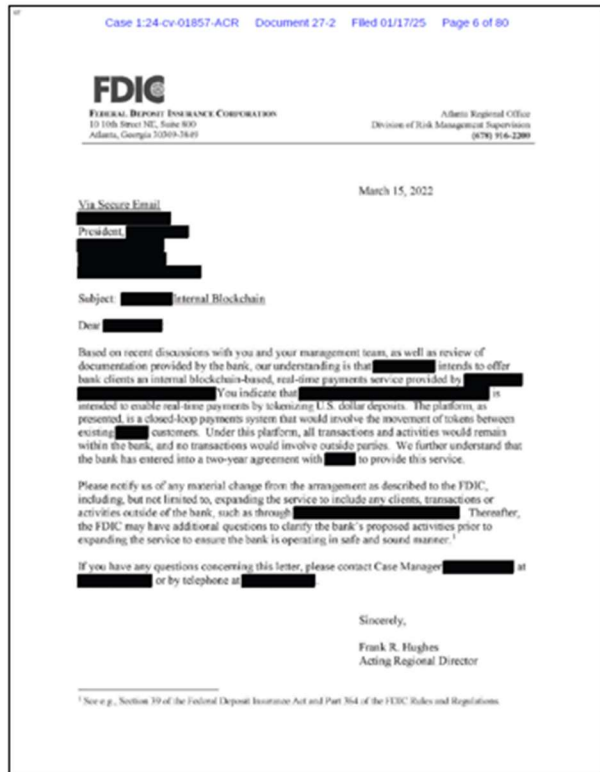 Case 1:24-cv-01857-ACR Document 27-2 Filed 01/17/25 Page 6 of 80
FDIC
FEDERAL DEPOSIT INSURANCE CORPORATION
10 10th Street NE, Suite 800
Atlanta, Georgia 30309-3849
Atlanta Regional Office
Division of Risk Management Supervision
(678) 916-2200
March 15, 2022
Via Secure Email
President,
Subject: Internal Blockchain
Dear
Based on recent discussions with you and your management team, as well as review of
documentation provided by the bank, our understanding is that intends to offer
bank clients an internal blockchain-based, real-time payments service provided by
You indicate that is
intended to enable real-time payments by tokenizing U.S. dollar deposits. The platform, as
presented, is a closed-loop payments system that would involve the movement of tokens between
existing customers. Under this platform, all transactions and activities would remain
within the bank, and no transactions would involve outside parties. We further understand that
the bank has entered into a two-year agreement with to provide this service.
Please notify us of any material change from the arrangement as described to the FDIC,
including, but not limited to, expanding the service to include any clients, transactions or
activities outside of the bank, such as through Thereafter,
the FDIC may have additional questions to clarify the bank's proposed activities prior to
expanding the service to ensure the bank is operating in safe and sound manner.1
If you have any questions concerning this letter, please contact Case Manager at
or by telephone at .
Sincerely,
Frank R. Hughes
Acting Regional Director
1 See e.g., Section 39 of the Federal Deposit Insurance Act and Part 364 of the FDIC Rules and Regulations.